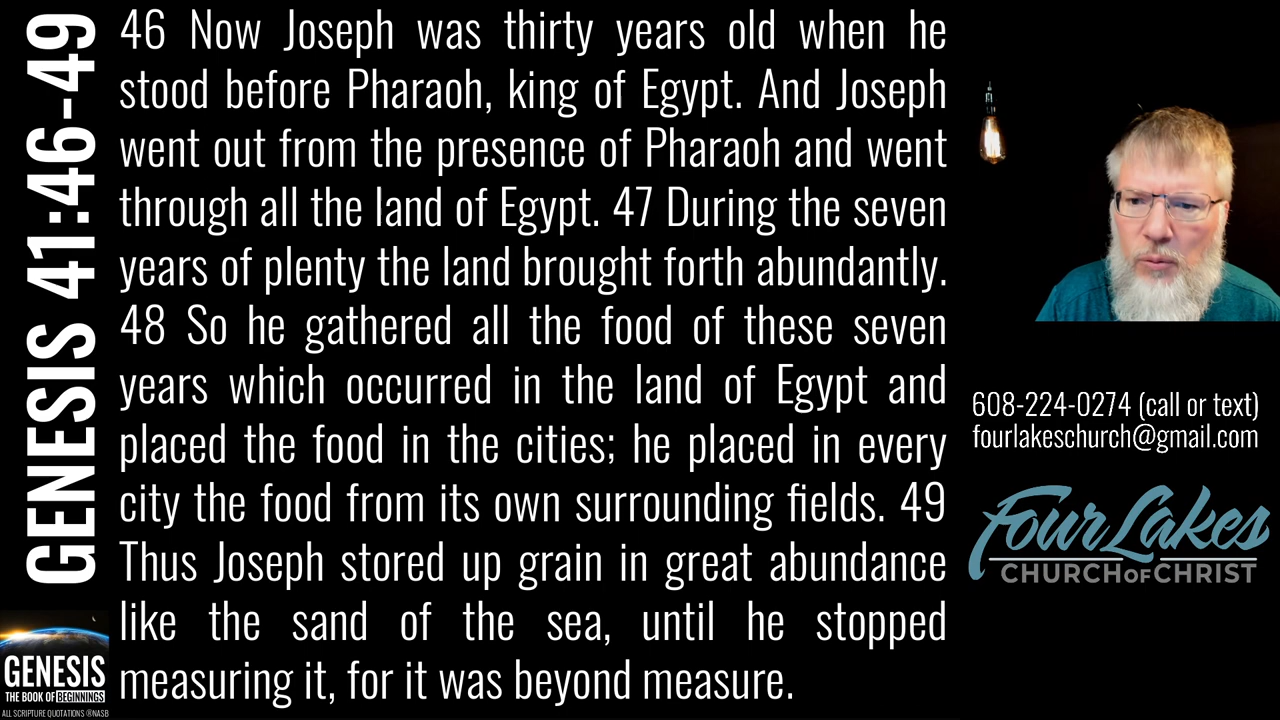 GENESIS 41:46-49
46 Now Joseph was thirty years old when he
stood before Pharaoh, king of Egypt. And Joseph
went out from the presence of Pharaoh and went
through all the land of Egypt. 47 During the seven
years of plenty the land brought forth abundantly.
48 So he gathered all the food of these seven
years which occurred in the land of Egypt and
placed the food in the cities; he placed in every
city the food from its own surrounding fields. 49
Thus Joseph stored up grain in great abundance
like the sand of the sea, until he stopped
measuring it, for it was beyond measure.
GENESIS
THE BOOK OF BEGINNINGS
ALL SCRIPTURE QUOTATIONS ®NASB
608-224-0274 (call or text)
fourlakeschurch@gmail.com
Four Lakes
CHURCH OF CHRIST